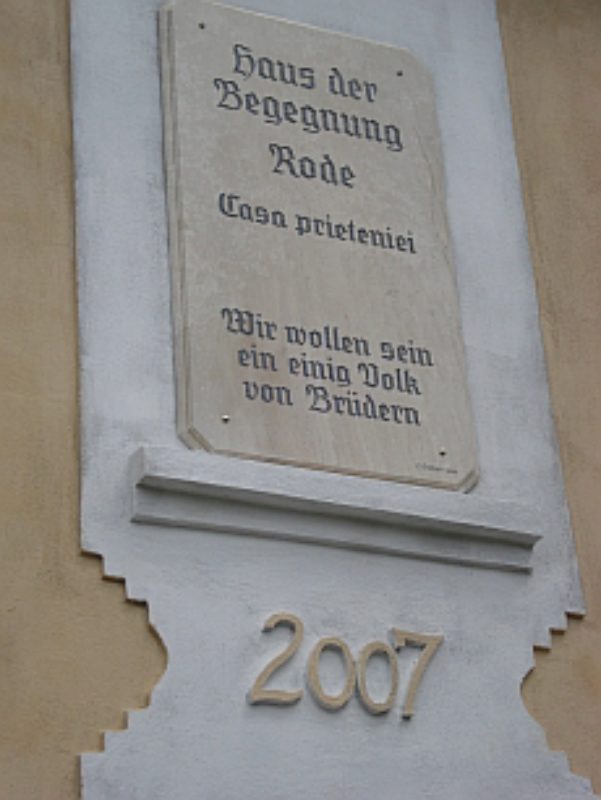 Haus der
Begegnung
Rode
Casa prieteniei
Wir wollen sein
ein einig Volk
von Brüdern
2007